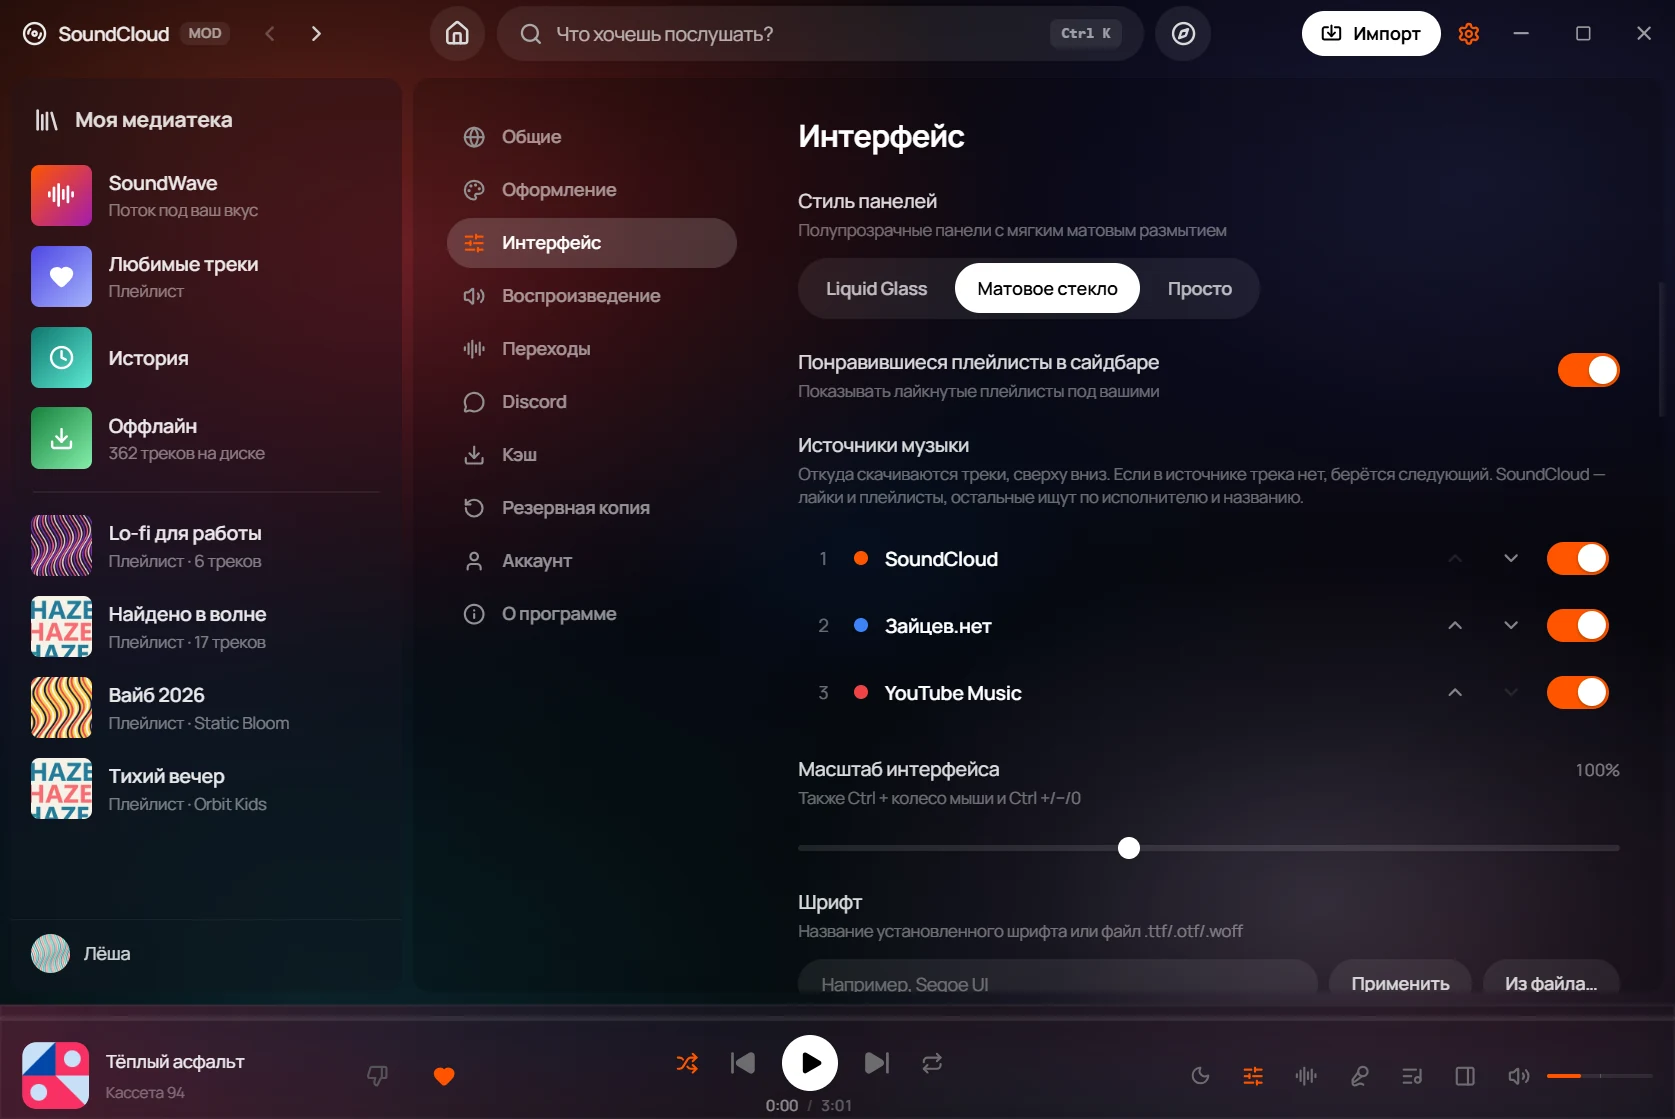 SoundCloud MOD
Что хочешь послушать?
Ctrl K
Импорт
Моя медиатека
SoundWave
Поток под ваш вкус
Любимые треки
Плейлист
История
Оффлайн
362 треков на диске
Lo-fi для работы
Плейлист · 6 треков
HAZE
HAZE
HAZE
Найдено в волне
Плейлист · 17 треков
Вайб 2026
Плейлист · Static Bloom
HAZE
HAZE
HAZE
Тихий вечер
Плейлист · Orbit Kids
Лёша
Общие
Оформление
Интерфейс
Воспроизведение
Переходы
Discord
Кэш
Резервная копия
Аккаунт
О программе
Интерфейс
Стиль панелей
Полупрозрачные панели с мягким матовым размытием
Liquid Glass
Матовое стекло
Просто
Понравившиеся плейлисты в сайдбаре
Показывать лайкнутые плейлисты под вашими
Источники музыки
Откуда скачиваются треки, сверху вниз. Если в источнике трека нет, берётся следующий. SoundCloud —
лайки и плейлисты, остальные ищут по исполнителю и названию.
1 SoundCloud
2 Зайцев.нет
3 YouTube Music
Масштаб интерфейса
100%
Также Ctrl + колесо мыши и Ctrl +/−/0
Шрифт
Название установленного шрифта или файл .ttf/.otf/.woff
Например, Segoe UI
Применить
Из файла...
Тёплый асфальт
Кассета 94
0:00 / 3:01